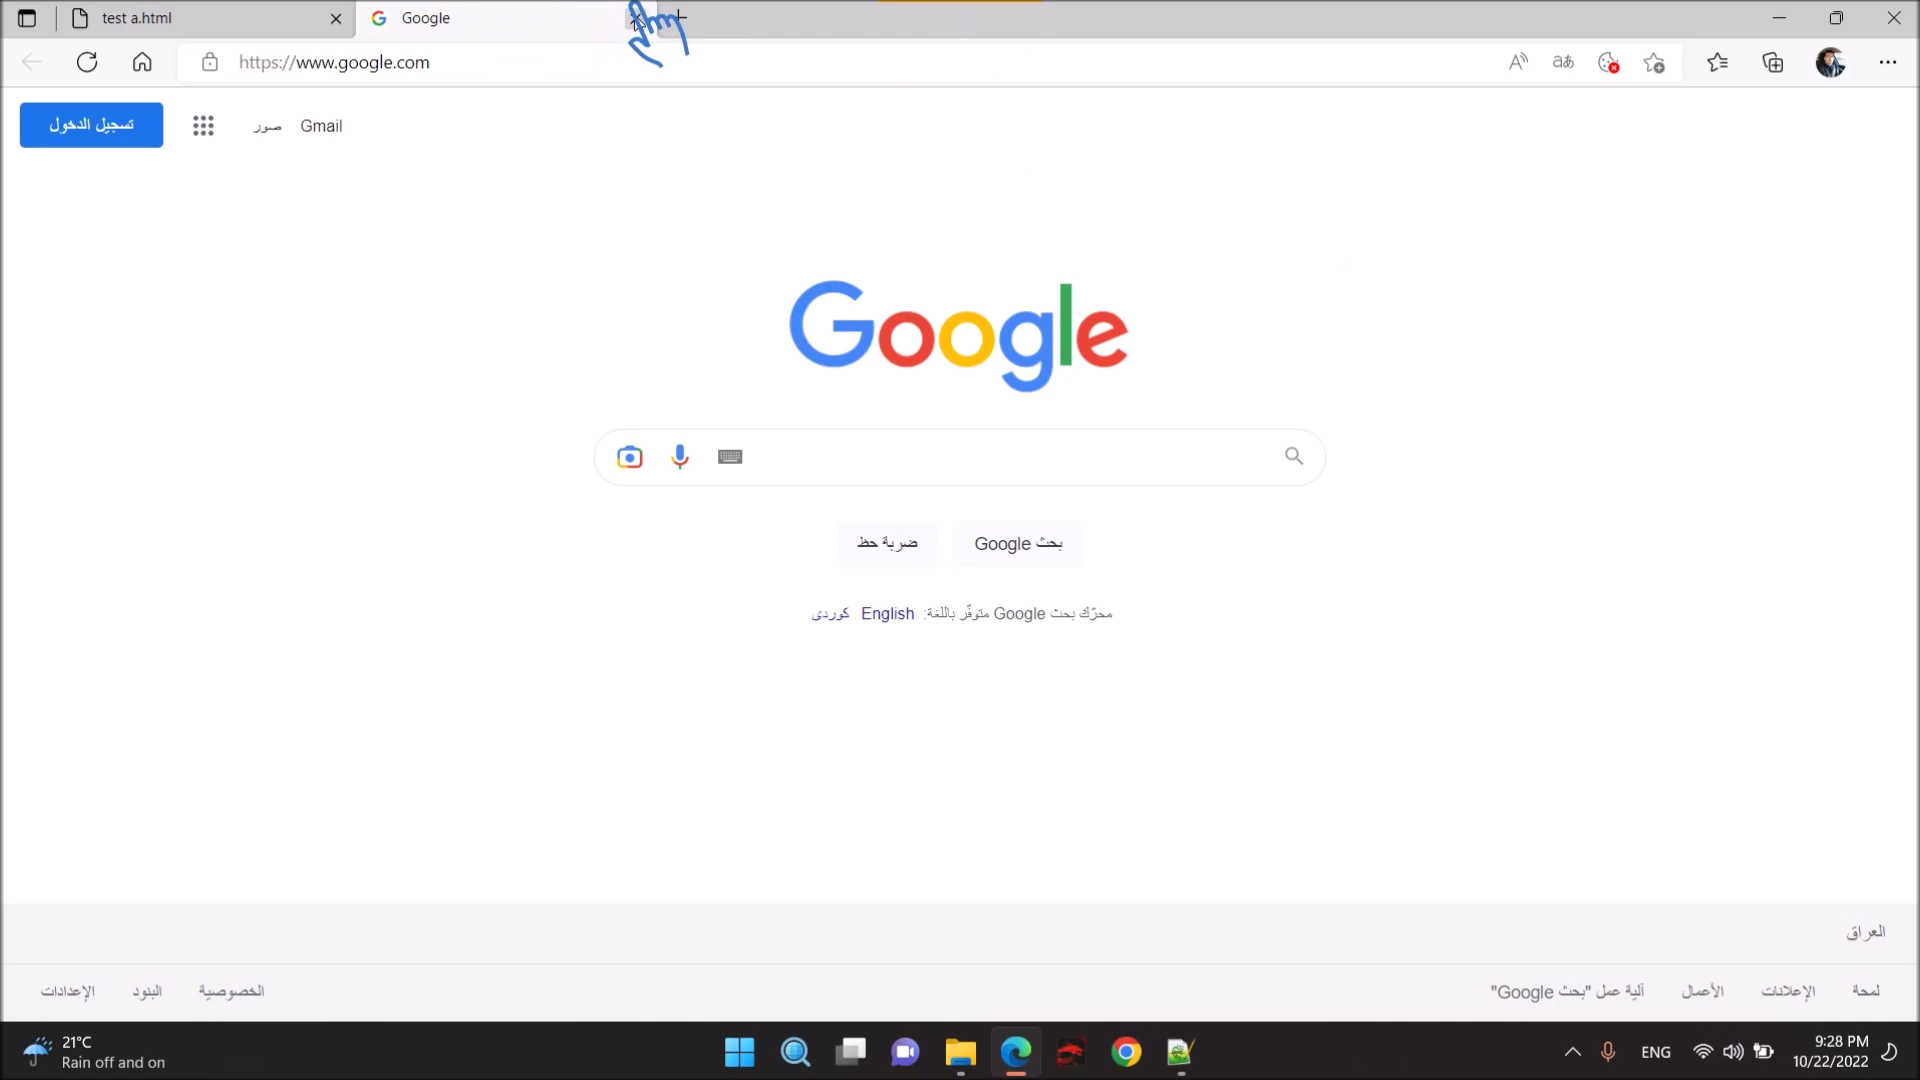 test a.html
Google
https://www.google.com
تسجيل الدخول
صور
Gmail
Google
بحث Google
ضربة حظ
محرّك بحث Google متوفّر باللغة: English كوردی
العراق
لمحة
الإعلانات
الأعمال
آلية عمل "بحث Google"
الخصوصية
البنود
الإعدادات
21°C
Rain off and on
ENG
9:28 PM
10/22/2022